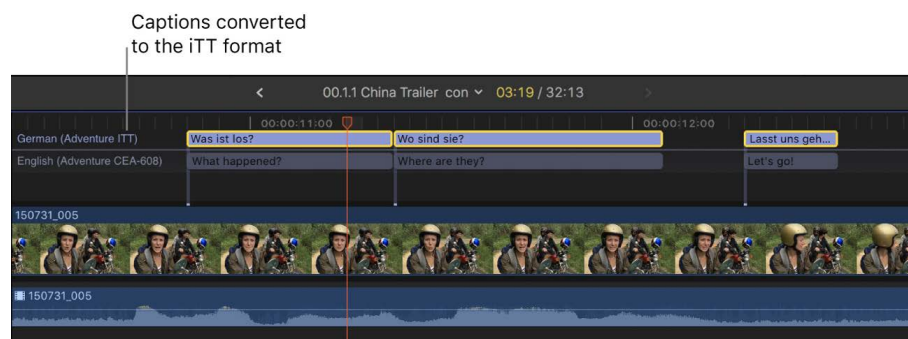 Captions converted
to the iTT format
00.1.1 China Trailer con 03:19 / 32:13
00:00:11:00 00:00:12:00
German (Adventure ITT) Was ist los? Wo sind sie? Lasst uns geh...
English (Adventure CEA-608) What happened? Where are they? Let's go!
150731_005
150731_005